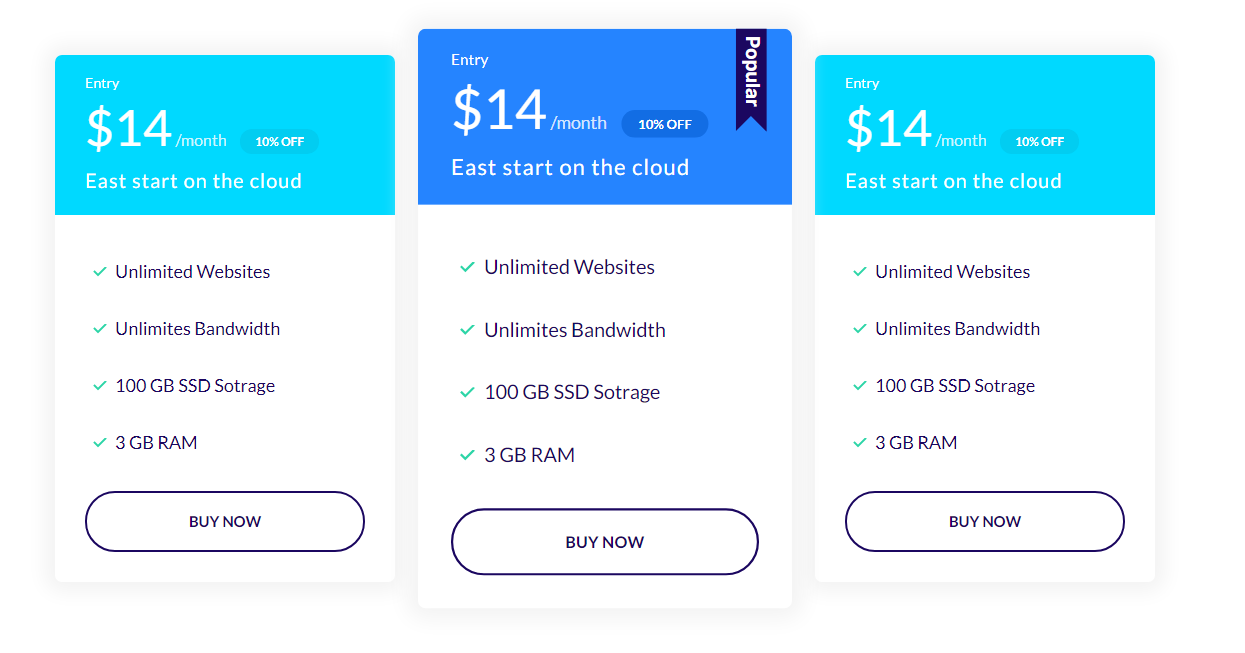 Entry
$14 /month 10% OFF
East start on the cloud
Unlimited Websites
Unlimites Bandwidth
100 GB SSD Sotrage
3 GB RAM
BUY NOW
Popular
Entry
$14 /month 10% OFF
East start on the cloud
Unlimited Websites
Unlimites Bandwidth
100 GB SSD Sotrage
3 GB RAM
BUY NOW
Entry
$14 /month 10% OFF
East start on the cloud
Unlimited Websites
Unlimites Bandwidth
100 GB SSD Sotrage
3 GB RAM
BUY NOW